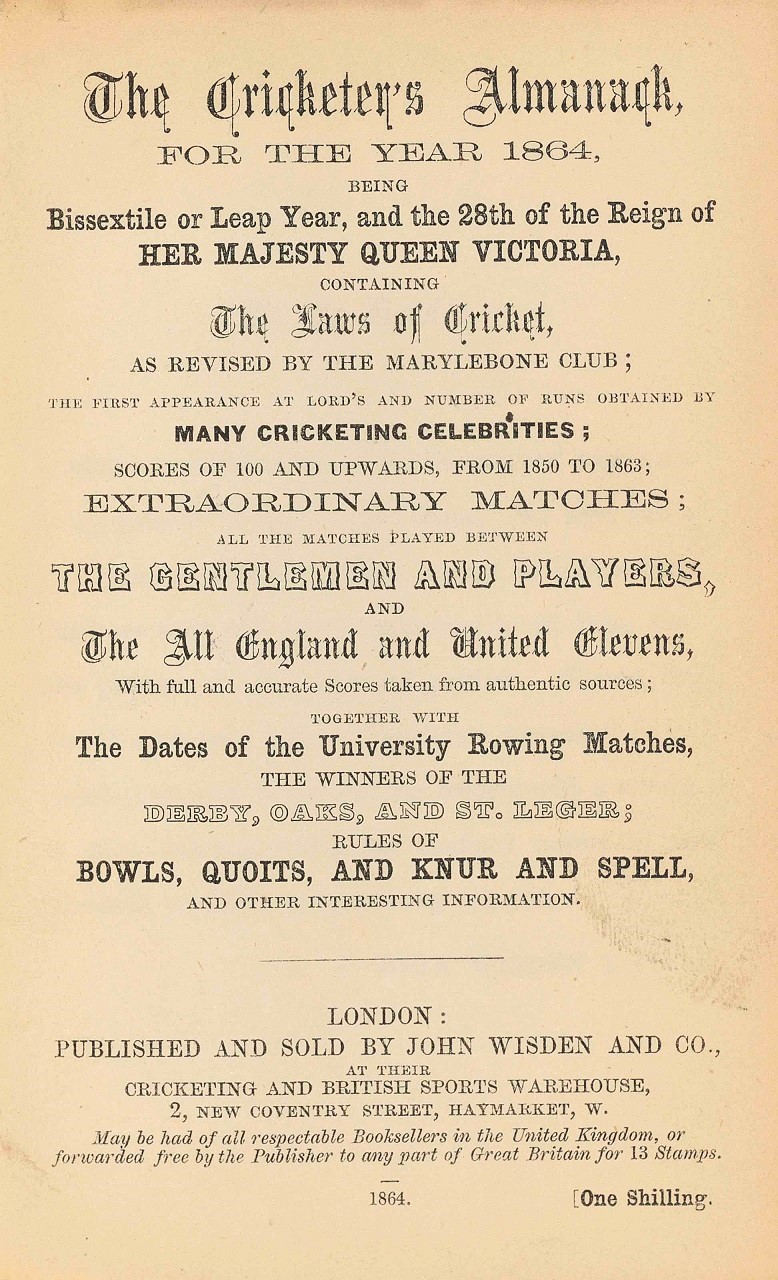 The Cricketer's Almanack,
FOR THE YEAR 1864,
BEING
Bissextile or Leap Year, and the 28th of the Reign of
HER MAJESTY QUEEN VICTORIA,
CONTAINING
The Laws of Cricket,
AS REVISED BY THE MARYLEBONE CLUB;
THE FIRST APPEARANCE AT LORD'S AND NUMBER OF RUNS OBTAINED BY
MANY CRICKETING CELEBRITIES;
SCORES OF 100 AND UPWARDS, FROM 1850 TO 1863;
EXTRAORDINARY MATCHES;
ALL THE MATCHES PLAYED BETWEEN
THE GENTLEMEN AND PLAYERS,
AND
The All England and United Elevens,
With full and accurate Scores taken from authentic sources;
TOGETHER WITH
The Dates of the University Rowing Matches,
THE WINNERS OF THE
DERBY, OAKS, AND ST. LEGER;
RULES OF
BOWLS, QUOITS, AND KNUR AND SPELL,
AND OTHER INTERESTING INFORMATION.
LONDON:
PUBLISHED AND SOLD BY JOHN WISDEN AND CO.,
AT THEIR
CRICKETING AND BRITISH SPORTS WAREHOUSE,
2, NEW COVENTRY STREET, HAYMARKET, W.
May be had of all respectable Booksellers in the United Kingdom, or
forwarded free by the Publisher to any part of Great Britain for 13 Stamps.
1864. [One Shilling.